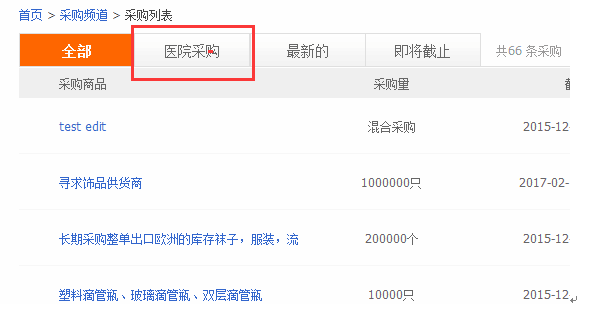 首页 > 采购频道 > 采购列表
全部 医院采购 最新的 即将截止 共66 条采购
采购商品 采购量
test edit 混合采购 2015-12-
寻求饰品供货商 1000000只 2017-02-
长期采购整单出口欧洲的库存袜子，服装，流 200000个 2015-12-
塑料滴管瓶、玻璃滴管瓶、双层滴管瓶 10000只 2015-12